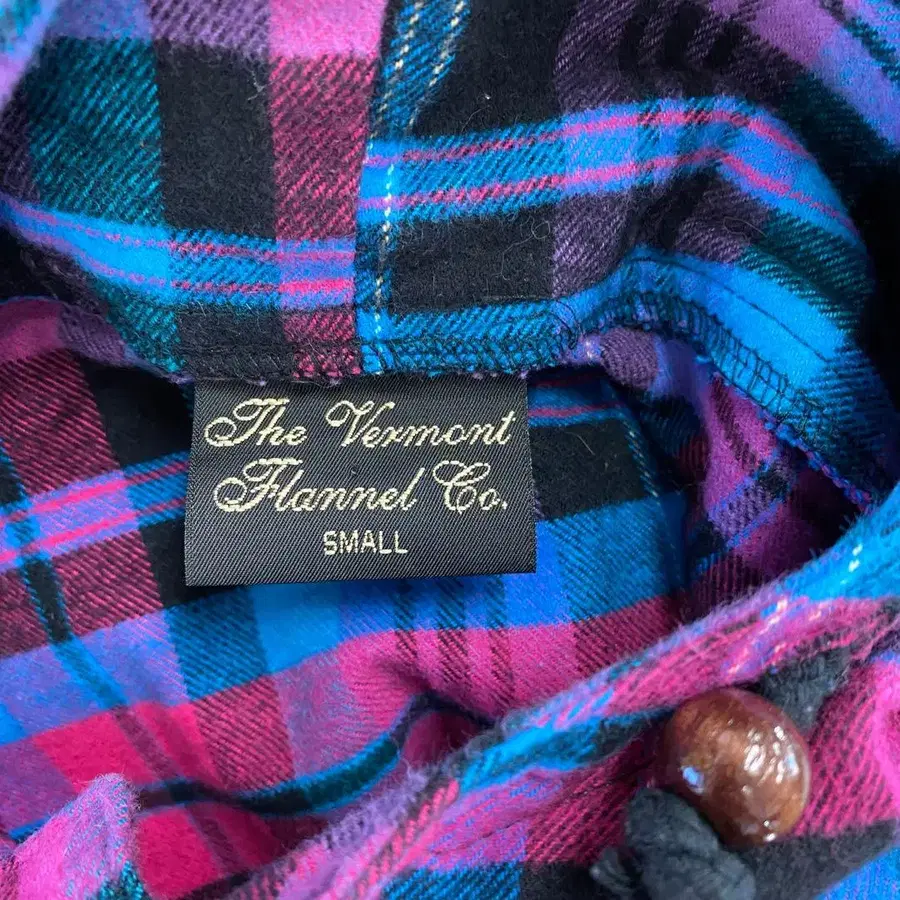 The Vermont
Flannel Co.
SMALL